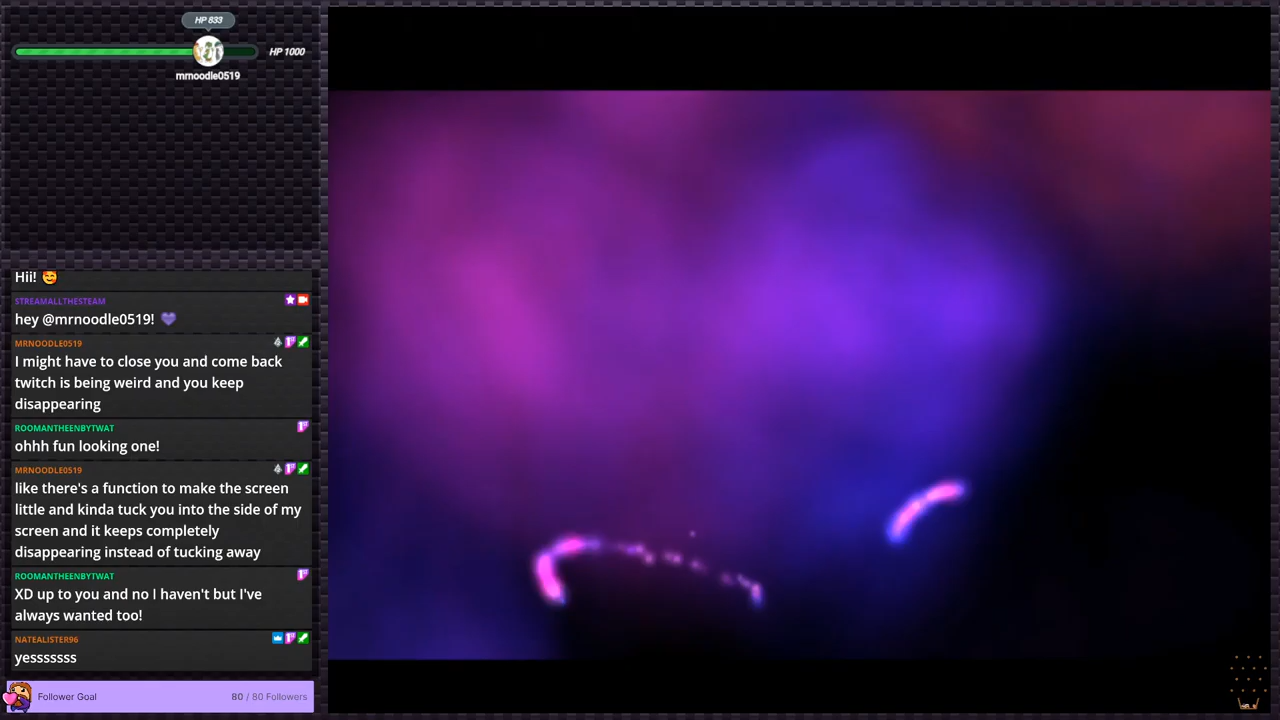 HP 833
HP 1000
mrnoodle0519
Hii! 🥰
STREAMALLTHESTEAM
hey @mrnoodle0519! 💜
MRNOODLE0519
I might have to close you and come back
twitch is being weird and you keep
disappearing
ROOMANTHEENBYTWAT
ohhh fun looking one!
MRNOODLE0519
like there's a function to make the screen
little and kinda tuck you into the side of my
screen and it keeps completely
disappearing instead of tucking away
ROOMANTHEENBYTWAT
XD up to you and no I haven't but I've
always wanted too!
NATEALISTER96
yesssssss
Follower Goal
80 / 80 Followers